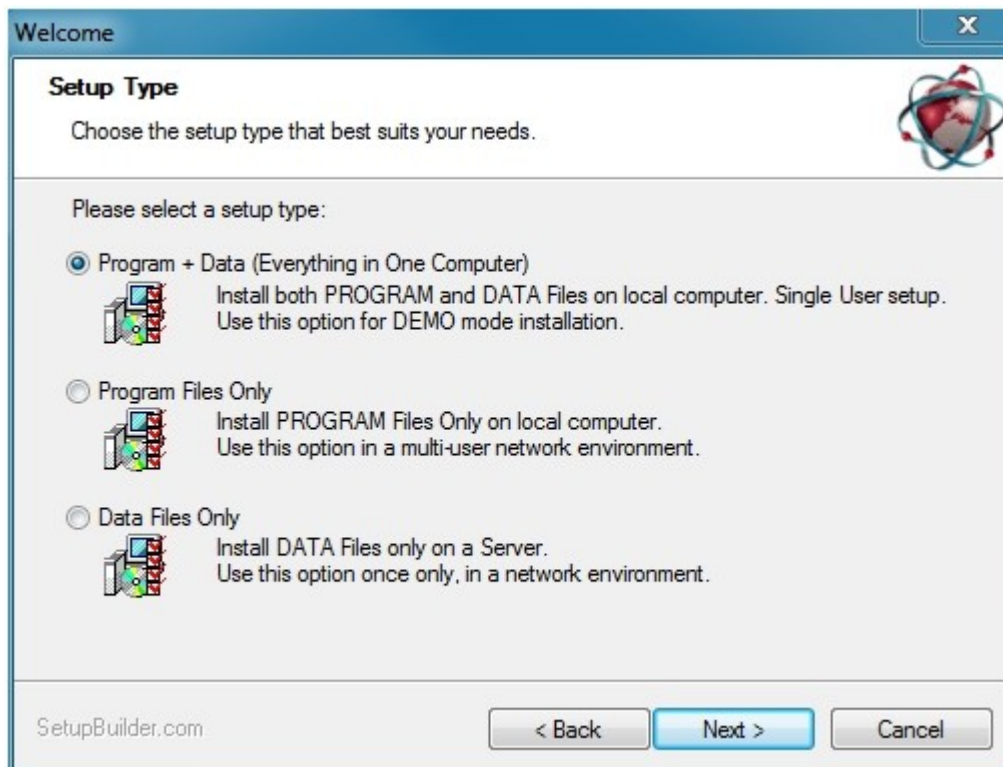 Welcome
Setup Type
Choose the setup type that best suits your needs.
Please select a setup type:
Program + Data (Everything in One Computer)
Install both PROGRAM and DATA Files on local computer. Single User setup.
Use this option for DEMO mode installation.
Program Files Only
Install PROGRAM Files Only on local computer.
Use this option in a multi-user network environment.
Data Files Only
Install DATA Files only on a Server.
Use this option once only, in a network environment.
SetupBuilder.com
< Back
Next >
Cancel